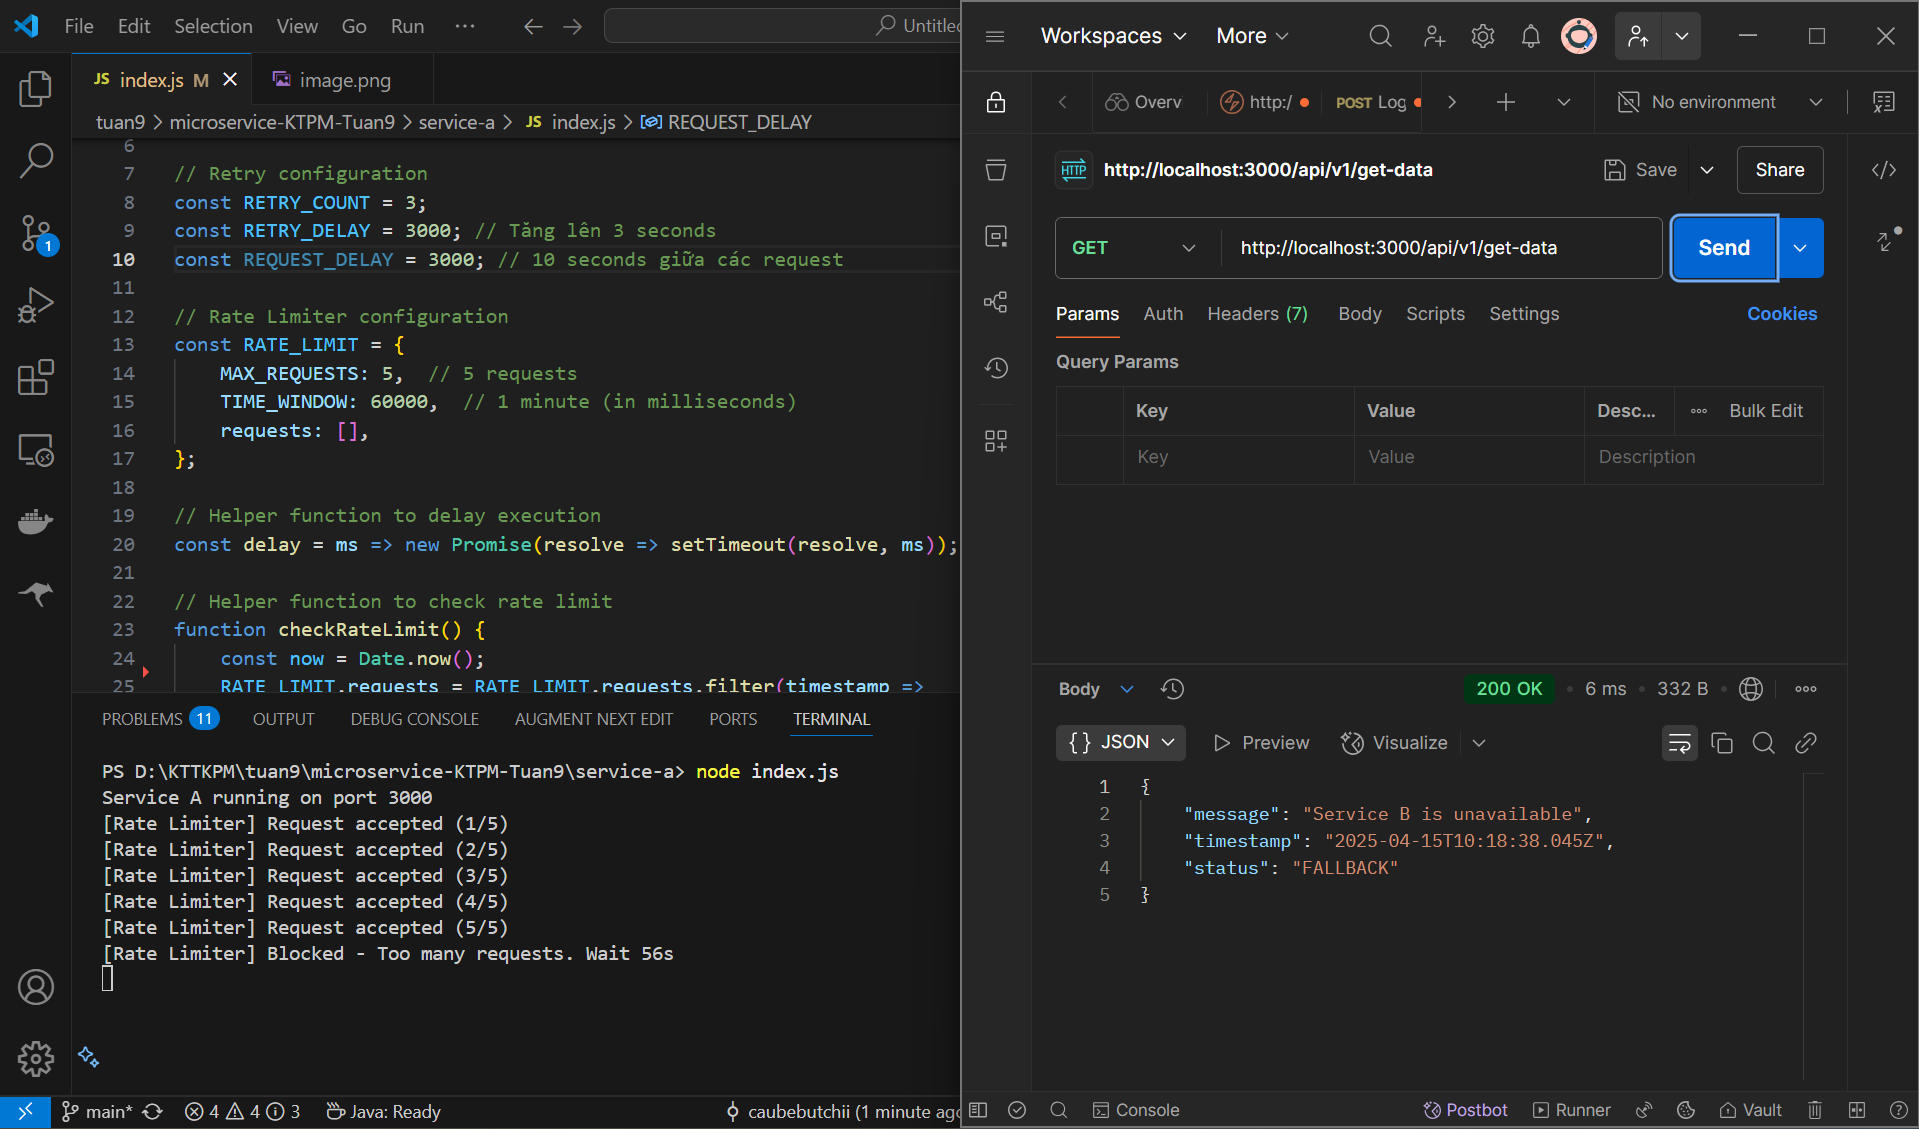 File Edit Selection View Go Run ··· Untitle
JS index.js M image.png
tuan9 > microservice-KTPM-Tuan9 > service-a > JS index.js > REQUEST_DELAY
6
7 // Retry configuration
8 const RETRY_COUNT = 3;
9 const RETRY_DELAY = 3000; // Tăng lên 3 seconds
10 const REQUEST_DELAY = 3000; // 10 seconds giữa các request
11
12 // Rate Limiter configuration
13 const RATE_LIMIT = {
14 MAX_REQUESTS: 5, // 5 requests
15 TIME_WINDOW: 60000, // 1 minute (in milliseconds)
16 requests: [],
17 };
18
19 // Helper function to delay execution
20 const delay = ms => new Promise(resolve => setTimeout(resolve, ms));
21
22 // Helper function to check rate limit
23 function checkRateLimit() {
24 const now = Date.now();
25 RATE_LIMIT.requests = RATE_LIMIT.requests.filter(timestamp =>
PROBLEMS 11 OUTPUT DEBUG CONSOLE AUGMENT NEXT EDIT PORTS TERMINAL
PS D:\KTTKPM\tuan9\microservice-KTPM-Tuan9\service-a> node index.js
Service A running on port 3000
[Rate Limiter] Request accepted (1/5)
[Rate Limiter] Request accepted (2/5)
[Rate Limiter] Request accepted (3/5)
[Rate Limiter] Request accepted (4/5)
[Rate Limiter] Request accepted (5/5)
[Rate Limiter] Blocked - Too many requests. Wait 56s
1
main* 4 4 3 Java: Ready caubebutchii (1 minute ago
Workspaces More
Overv http:/ POST Log No environment
HTTP http://localhost:3000/api/v1/get-data Save Share
GET http://localhost:3000/api/v1/get-data Send
Params Auth Headers (7) Body Scripts Settings Cookies
Query Params
Key Value Desc... Bulk Edit
Key Value Description
Body 200 OK 6 ms 332 B
{} JSON Preview Visualize
1 {
2 "message": "Service B is unavailable",
3 "timestamp": "2025-04-15T10:18:38.045Z",
4 "status": "FALLBACK"
5 }
Console Postbot Runner Vault